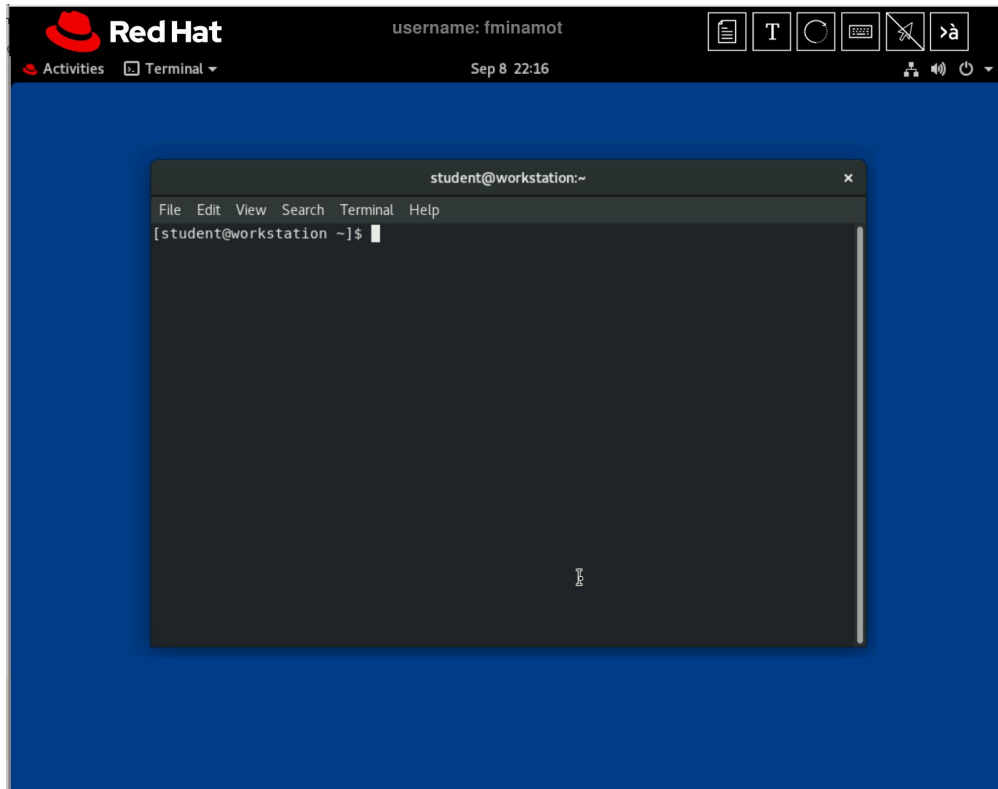 Red Hat
username: fminamot
T
>à
Activities
Terminal
Sep 8 22:16
student@workstation:~
×
File Edit View Search Terminal Help
[student@workstation ~]$